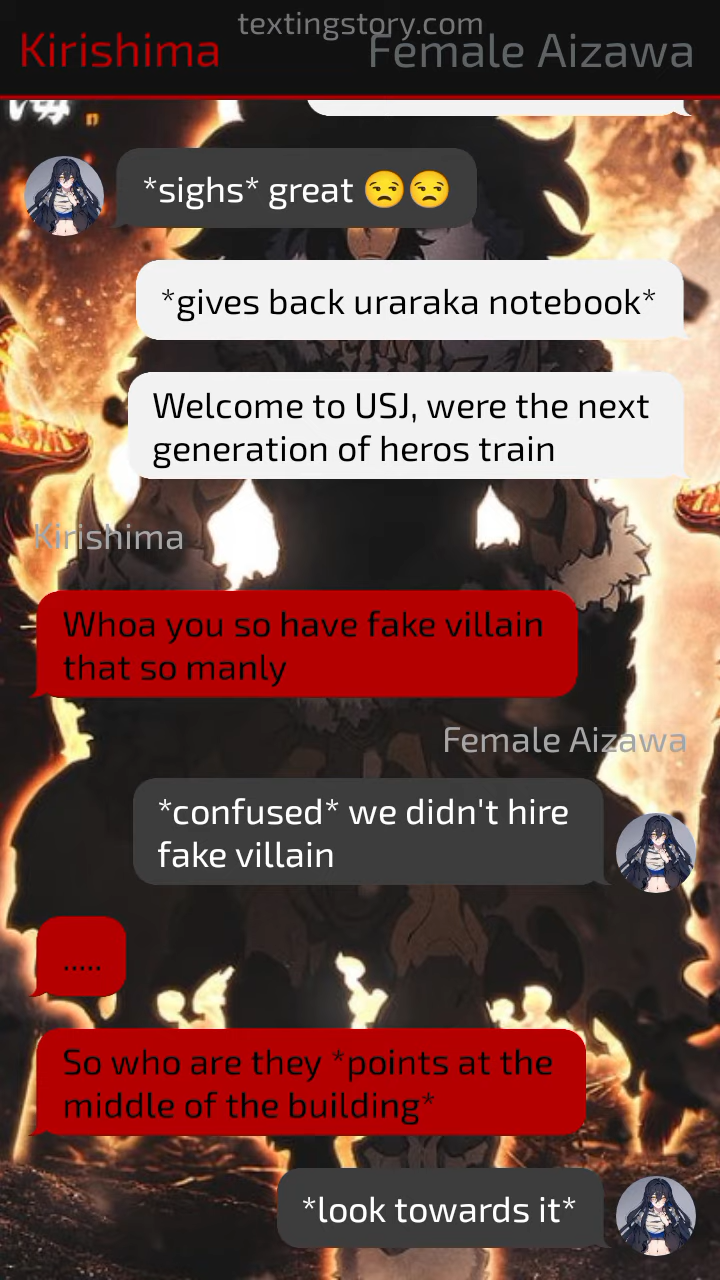 textingstory.com
Kirishima
Female Aizawa
*sighs* great 😒😒
*gives back uraraka notebook*
Welcome to USJ, were the next
generation of heros train
Kirishima
Whoa you so have fake villain
that so manly
Female Aizawa
*confused* we didn't hire
fake villain
.....
So who are they *points at the
middle of the building*
*look towards it*